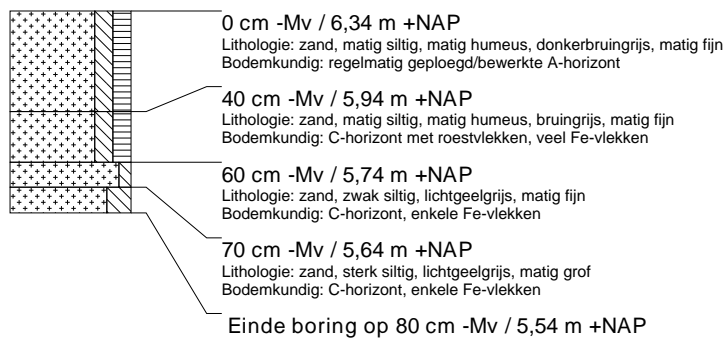 0 cm -Mv / 6,34 m +NAP
Lithologie: zand, matig siltig, matig humeus, donkerbruingrijs, matig fijn
Bodemkundig: regelmatig geploegd/bewerkte A-horizont
40 cm -Mv / 5,94 m +NAP
Lithologie: zand, matig siltig, matig humeus, bruingrijs, matig fijn
Bodemkundig: C-horizont met roestvlekken, veel Fe-vlekken
60 cm -Mv / 5,74 m +NAP
Lithologie: zand, zwak siltig, lichtgeelgrijs, matig fijn
Bodemkundig: C-horizont, enkele Fe-vlekken
70 cm -Mv / 5,64 m +NAP
Lithologie: zand, sterk siltig, lichtgeelgrijs, matig grof
Bodemkundig: C-horizont, enkele Fe-vlekken
Einde boring op 80 cm -Mv / 5,54 m +NAP